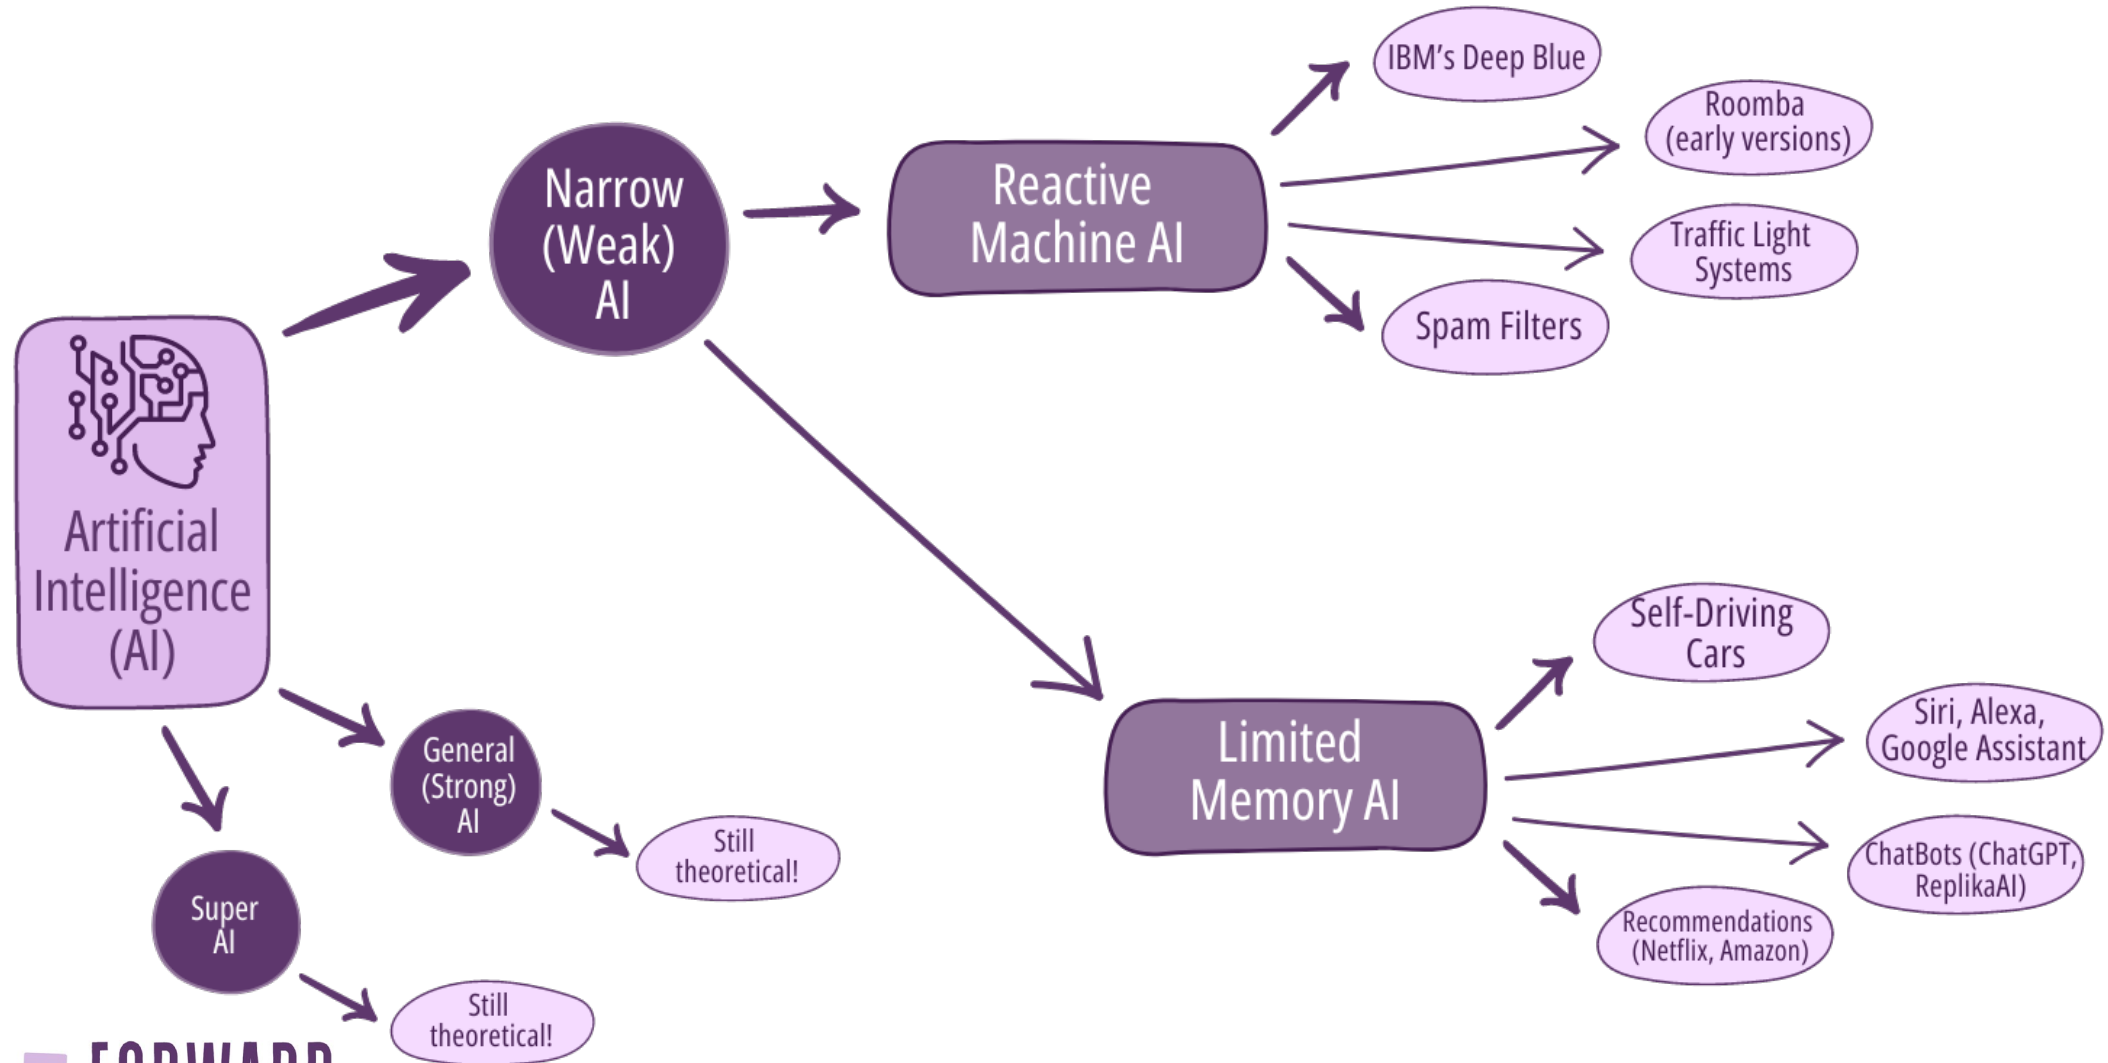 IBM's Deep Blue
Roomba
(early versions)
Narrow
(Weak)
AI
Reactive
Machine AI
Traffic Light
Systems
Spam Filters
Artificial
Intelligence
(AI)
Self-Driving
Cars
Siri, Alexa,
Google Assistant
Limited
Memory AI
General
(Strong)
AI
Still
theoretical!
ChatBots (ChatGPT,
ReplikaAI)
Recommendations
(Netflix, Amazon)
Super
AI
Still
theoretical!
FORWARD